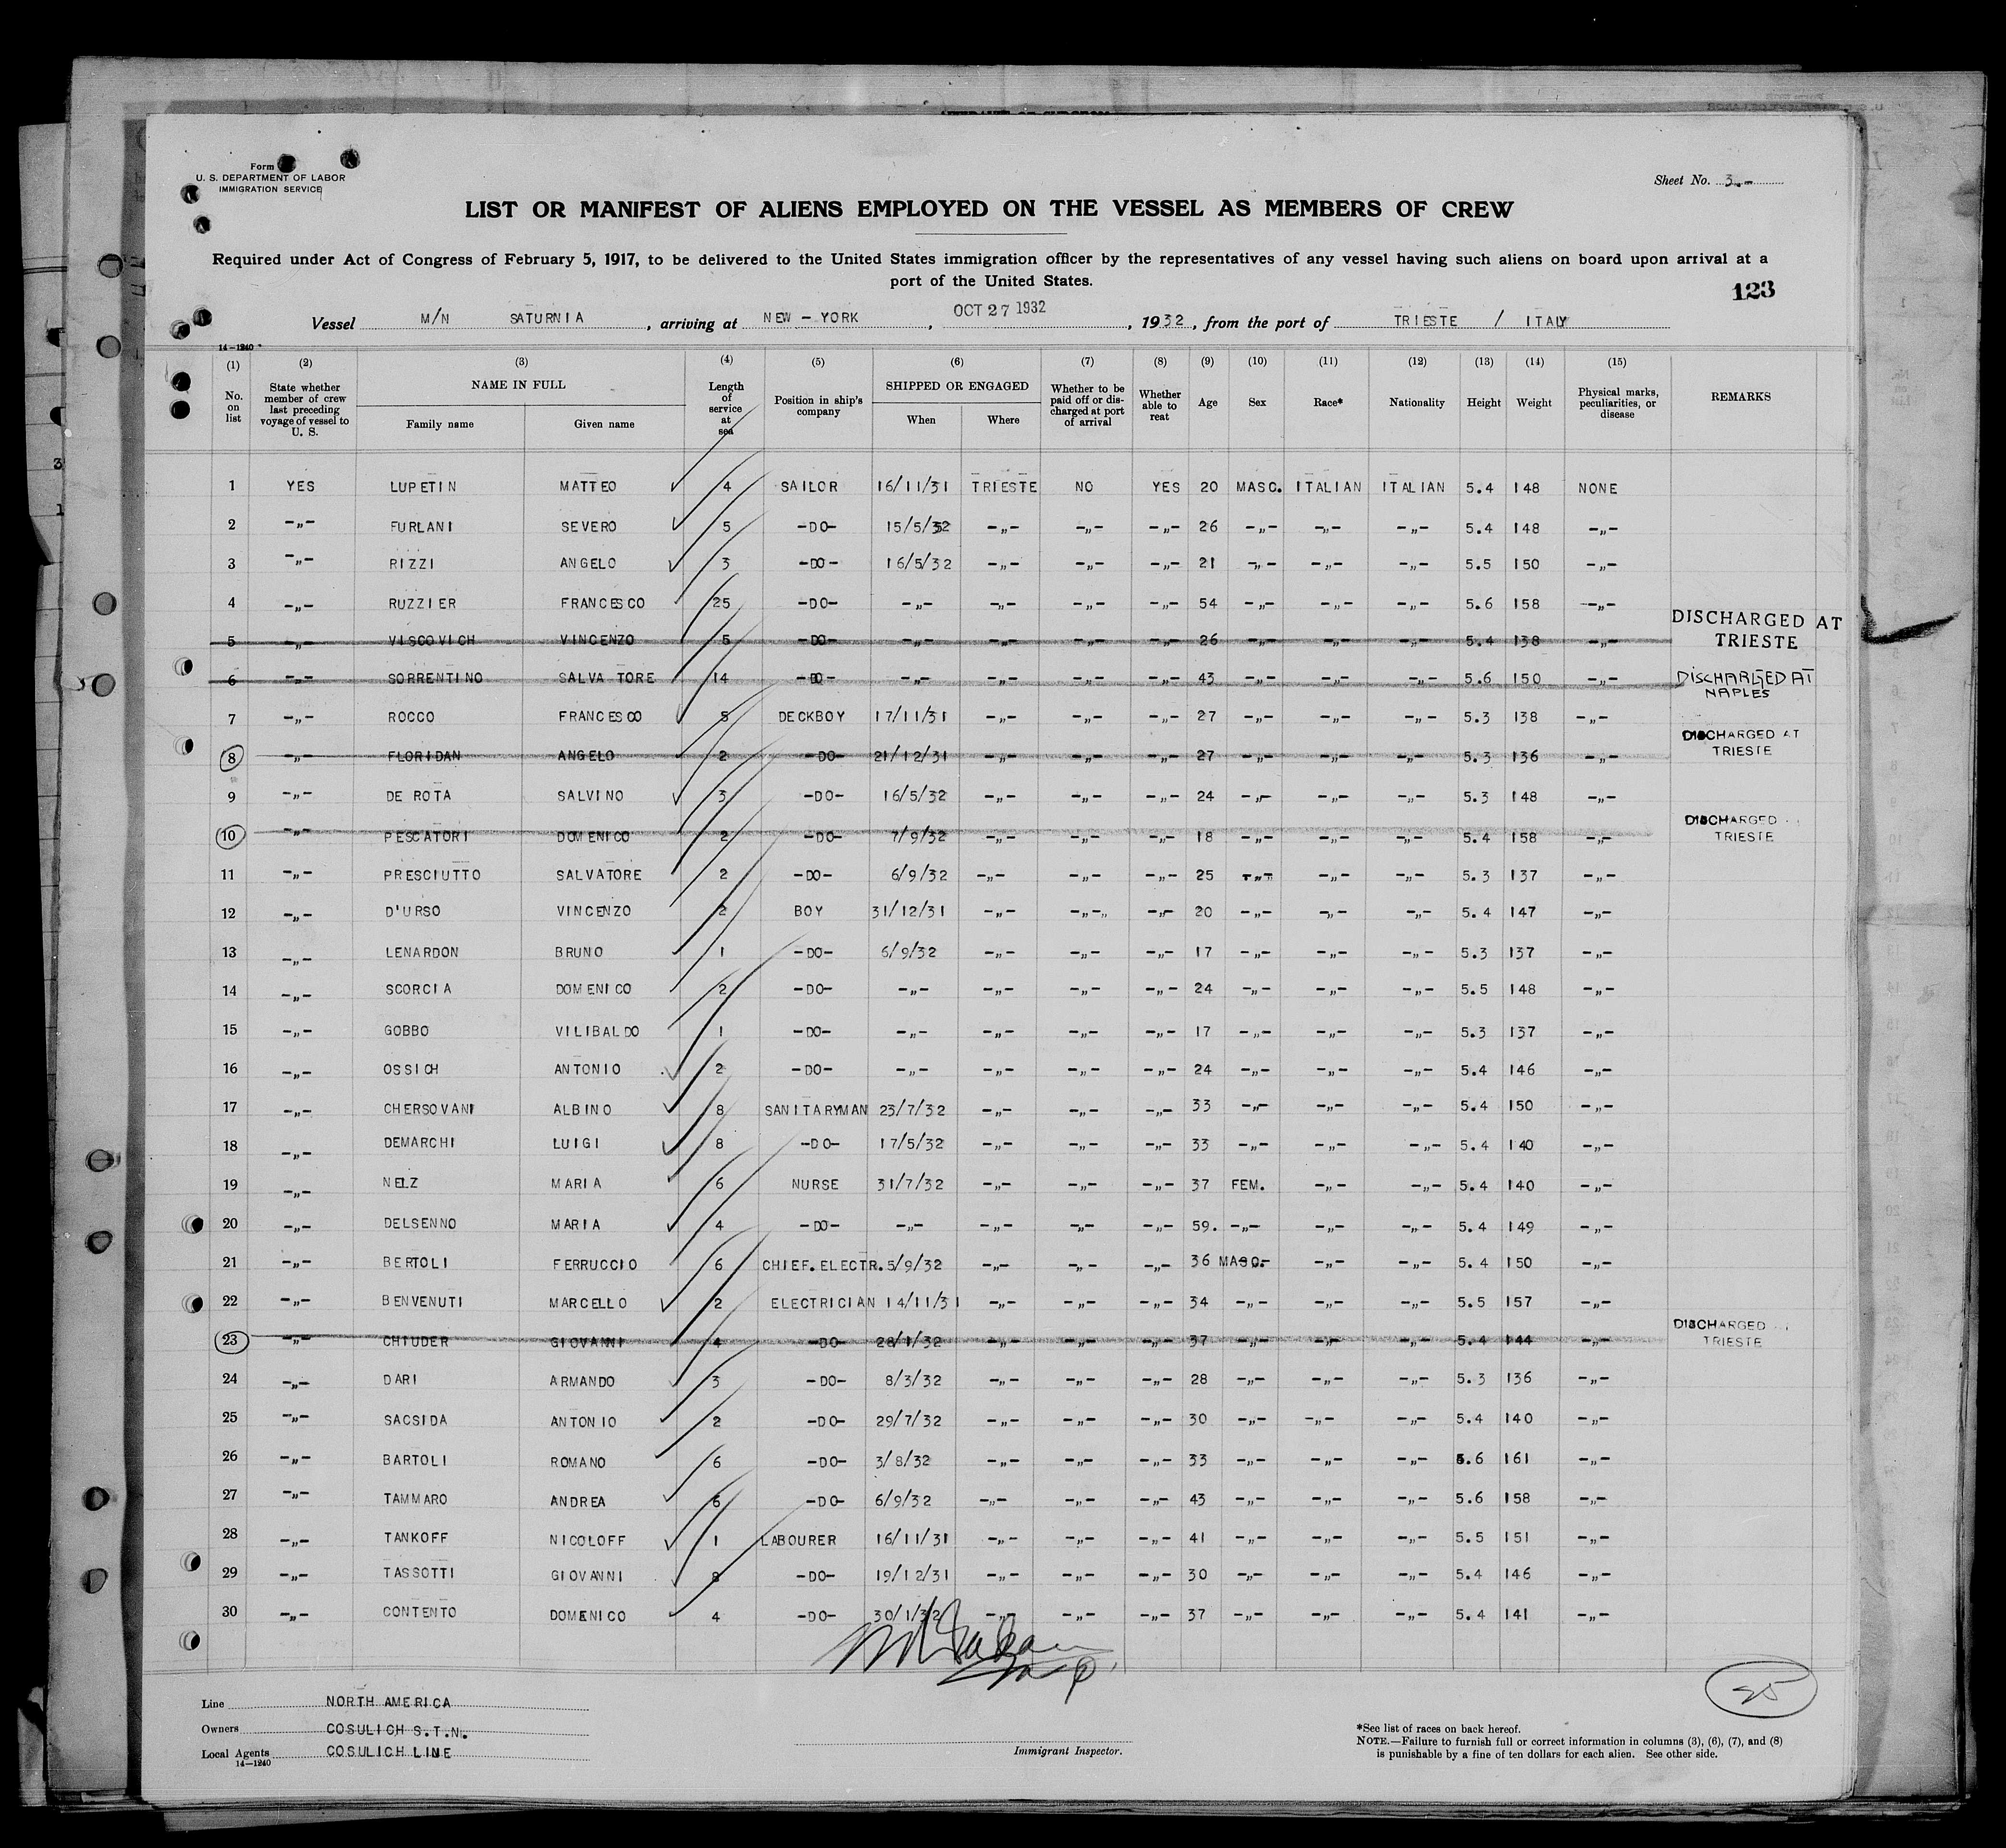 Form
U. S. DEPARTMENT OF LABOR
IMMIGRATION SERVICE
Sheet No. 3.-
LIST OR MANIFEST OF ALIENS EMPLOYED ON THE VESSEL AS MEMBERS OF CREW
Required under Act of Congress of February 5, 1917, to be delivered to the United States immigration officer by the representatives of any vessel having such aliens on board upon arrival at a
port of the United States.
123
Vessel M/N SATURNIA, arriving at NEW-YORK, OCT 27 1932, 1932, from the port of TRIESTE / ITALY
14-1240
(1) (2) (3) (4) (5) (6) (7) (8) (9) (10) (11) (12) (13) (14) (15)
No. on list State whether member of crew last preceding voyage of vessel to U. S. NAME IN FULL Family name Given name Length of service at sea Position in ship's company SHIPPED OR ENGAGED When Where Whether to be paid off or discharged at port of arrival Whether able to reat Age Sex Race* Nationality Height Weight Physical marks, peculiarities, or disease REMARKS
1 YES LUPETIN MATTEO 4 SAILOR 16/11/31 TRIESTE NO YES 20 MASC. ITALIAN ITALIAN 5.4 148 NONE
2 -„- FURLANI SEVERO 5 -DO- 15/5/32 -„- -„- -„- 26 -„- -„- -„- 5.4 148 -„-
3 -„- RIZZI ANGELO 3 -DO- 16/5/32 -„- -„- -„- 21 -„- -„- -„- 5.5 150 -„-
4 -„- RUZZIER FRANCESCO 25 -DO- -„- -„- -„- -„- 54 -„- -„- -„- 5.6 158 -„-
5 -„- VISCOVICH VINCENZO 5 -DO- -„- -„- -„- -„- 26 -„- -„- -„- 5.4 138 -„- DISCHARGED AT TRIESTE
6 -„- SORRENTINO SALVATORE 14 -DO- -„- -„- -„- -„- 43 -„- -„- -„- 5.6 150 -„- DISCHARGED AT NAPLES
7 -„- ROCCO FRANCESCO 5 DECKBOY 17/11/31 -„- -„- -„- 27 -„- -„- -„- 5.3 138 -„-
8 -„- FLORIDAN ANGELO 2 -DO- 21/12/31 -„- -„- -„- 27 -„- -„- -„- 5.3 136 -„- DISCHARGED AT TRIESTE
9 -„- DE ROTA SALVINO 3 -DO- 16/5/32 -„- -„- -„- 24 -„- -„- -„- 5.3 148 -„-
10 -„- PESCATORI DOMENICO 2 -DO- 7/9/32 -„- -„- -„- 18 -„- -„- -„- 5.4 158 -„- DISCHARGED TRIESTE
11 -„- PRESCIUTTO SALVATORE 2 -DO- 6/9/32 -„- -„- -„- 25 -„- -„- -„- 5.3 137 -„-
12 -„- D'URSO VINCENZO 2 BOY 31/12/31 -„- -„-„ -„- 20 -„- -„- -„- 5.4 147 -„-
13 -„- LENARDON BRUNO 1 -DO- 6/9/32 -„- -„- -„- 17 -„- -„- -„- 5.3 137 -„-
14 -„- SCORCIA DOMENICO 2 -DO- -„- -„- -„- -„- 24 -„- -„- -„- 5.5 148 -„-
15 -„- GOBBO VILIBALDO 1 -DO- -„- -„- -„- -„- 17 -„- -„- -„- 5.3 137 -„-
16 -„- OSSICH ANTONIO 2 -DO- -„- -„- -„- -„- 24 -„- -„- -„- 5.4 146 -„-
17 -„- CHERSOVANI ALBINO 8 SANITARYMAN 23/7/32 -„- -„- -„- 33 -„- -„- -„- 5.4 150 -„-
18 -„- DEMARCHI LUIGI 8 -DO- 17/5/32 -„- -„- -„- 33 -„- -„- -„- 5.4 140 -„-
19 -„- NELZ MARIA 6 NURSE 31/7/32 -„- -„- -„- 37 FEM. -„- -„- 5.4 140 -„-
20 -„- DELSENNO MARIA 4 -DO- -„- -„- -„- -„- 59. -„- -„- -„- 5.4 149 -„-
21 -„- BERTOLI FERRUCCIO 6 CHIEF.ELECTR. 5/9/32 -„- -„- -„- 36 MASC.- -„- -„- 5.4 150 -„-
22 -„- BENVENUTI MARCELLO 2 ELECTRICIAN 14/11/31 -„- -„- -„- 34 -„- -„- -„- 5.5 157 -„-
23 -„- CHIUDER GIOVANNI 4 -DO- 28/1/32 -„- -„- -„- 37 -„- -„- -„- 5.4 144 -„- DISCHARGED TRIESTE
24 -„- DARI ARMANDO 3 -DO- 8/3/32 -„- -„- -„- 28 -„- -„- -„- 5.3 136 -„-
25 -„- SACSIDA ANTONIO 2 -DO- 29/7/32 -„- -„- -„- 30 -„- -„- -„- 5.4 140 -„-
26 -„- BARTOLI ROMANO 6 -DO- 3/8/32 -„- -„- -„- 33 -„- -„- -„- 5.6 161 -„-
27 -„- TAMMARO ANDREA 6 -DO- 6/9/32 -„- -„- -„- 43 -„- -„- -„- 5.6 158 -„-
28 -„- TANKOFF NICOLOFF 1 LABOURER 16/11/31 -„- -„- -„- 41 -„- -„- -„- 5.5 151 -„-
29 -„- TASSOTTI GIOVANNI 8 -DO- 19/12/31 -„- -„- -„- 30 -„- -„- -„- 5.4 146 -„-
30 -„- CONTENTO DOMENICO 4 -DO- 30/1/32 -„- -„- -„- 37 -„- -„- -„- 5.4 141 -„-
25
Line NORTH AMERICA
Owners COSULICH S.T.N.
Local Agents COSULICH LINE
14-1240
Immigrant Inspector.
*See list of races on back hereof.
NOTE.—Failure to furnish full or correct information in columns (3), (6), (7), and (8)
is punishable by a fine of ten dollars for each alien. See other side.